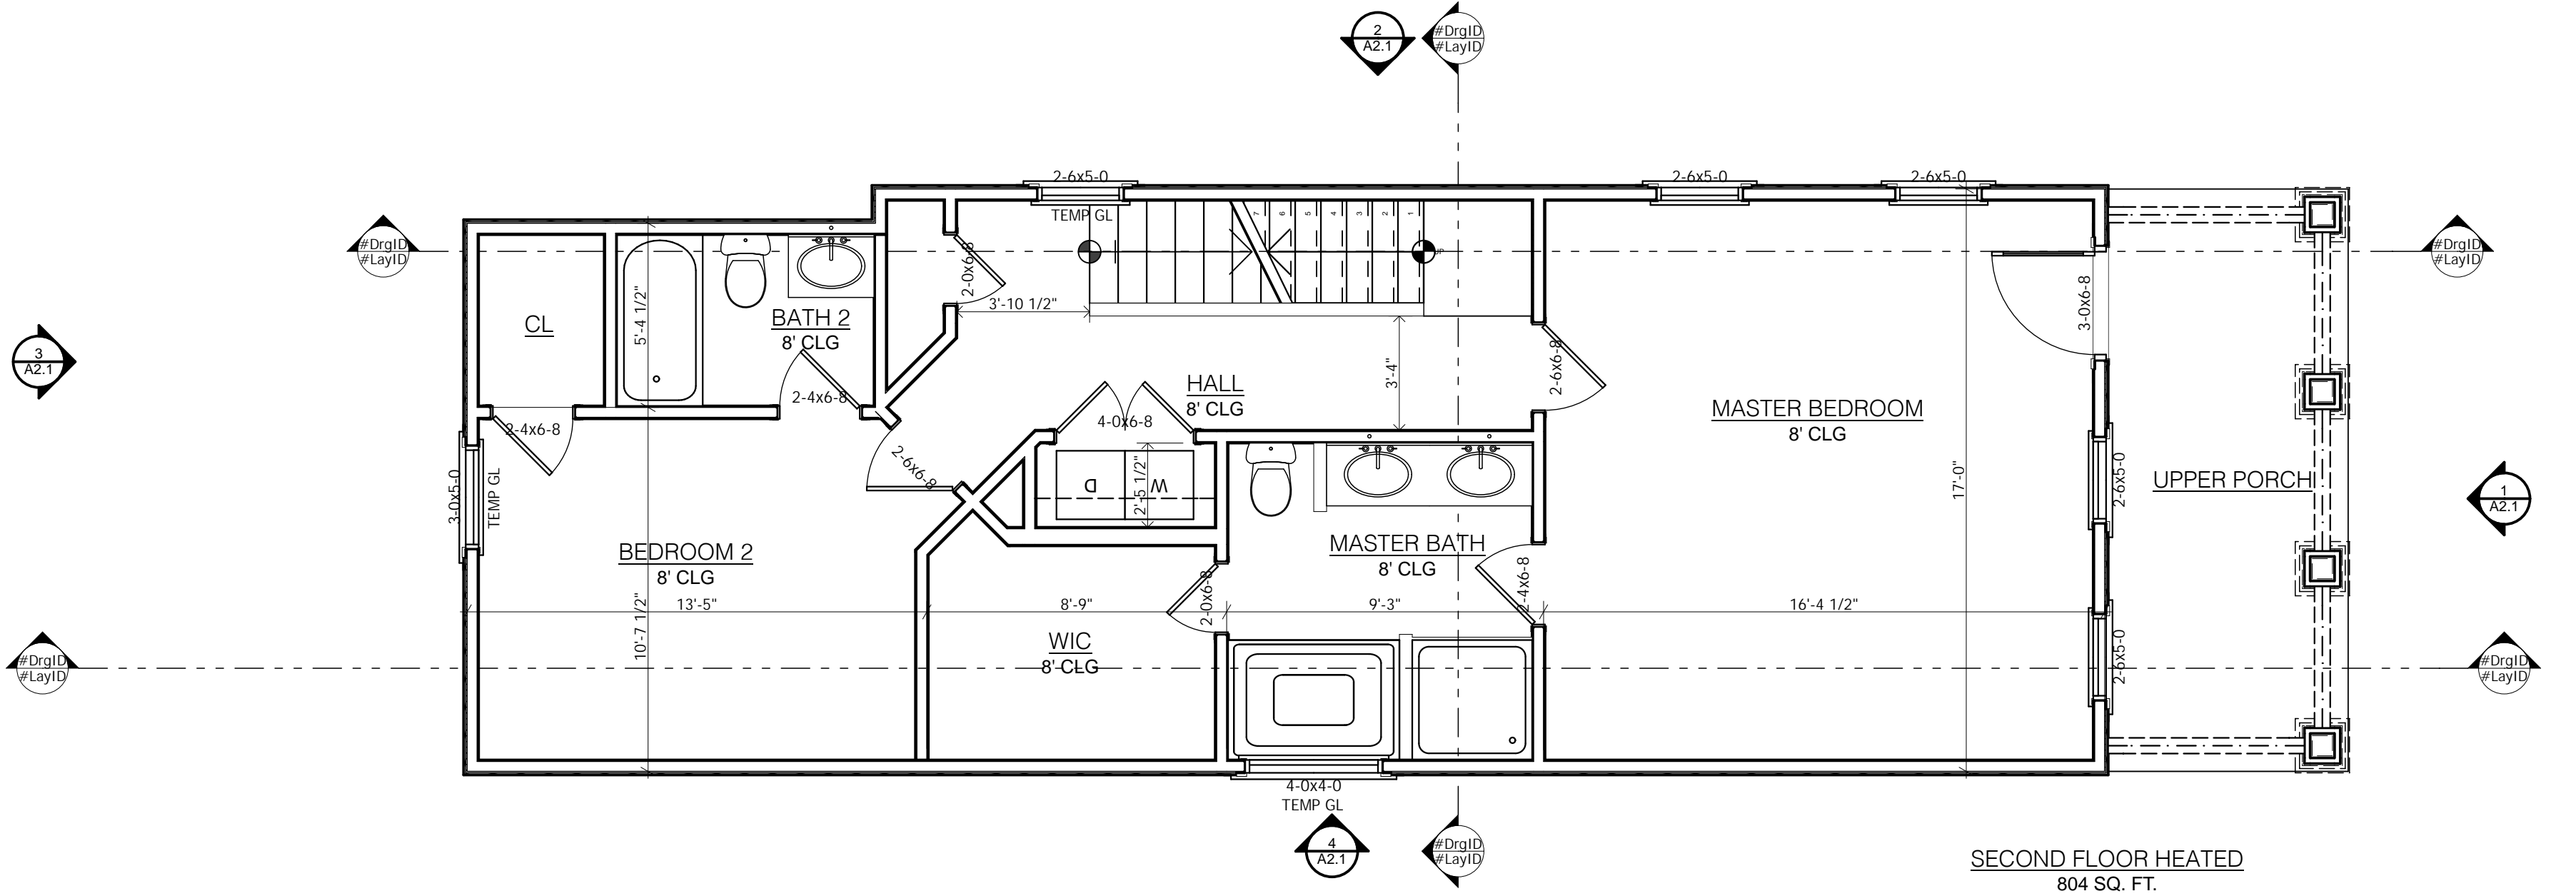 2
A2.1
#DrgID
#LayID
2-6x5-0
TEMP GL
2-6x5-0
2-6x5-0
#DrgID
#LayID
#DrgID
#LayID
7
6
5
4
3
2
1
2-0x6-8
3'-10 1/2"
3-0x6-8
CL
5'-4 1/2"
BATH 2
8' CLG
2-4x6-8
2-4x6-8
3
A2.1
HALL
8' CLG
3'-4"
2-6x6-8
4-0x6-8
MASTER BEDROOM
8' CLG
17'-0"
3-0x5-0
TEMP GL
2-6x6-8
D
W
2'-5 1/2"
2-6x5-0
UPPER PORCH
1
A2.1
BEDROOM 2
8' CLG
MASTER BATH
8' CLG
2-0x6-8
2-4x6-8
13'-5"
8'-9"
9'-3"
16'-4 1/2"
10'-7 1/2"
WIC
8' CLG
2-6x5-0
#DrgID
#LayID
#DrgID
#LayID
4-0x4-0
TEMP GL
4
A2.1
#DrgID
#LayID
SECOND FLOOR HEATED
804 SQ. FT.